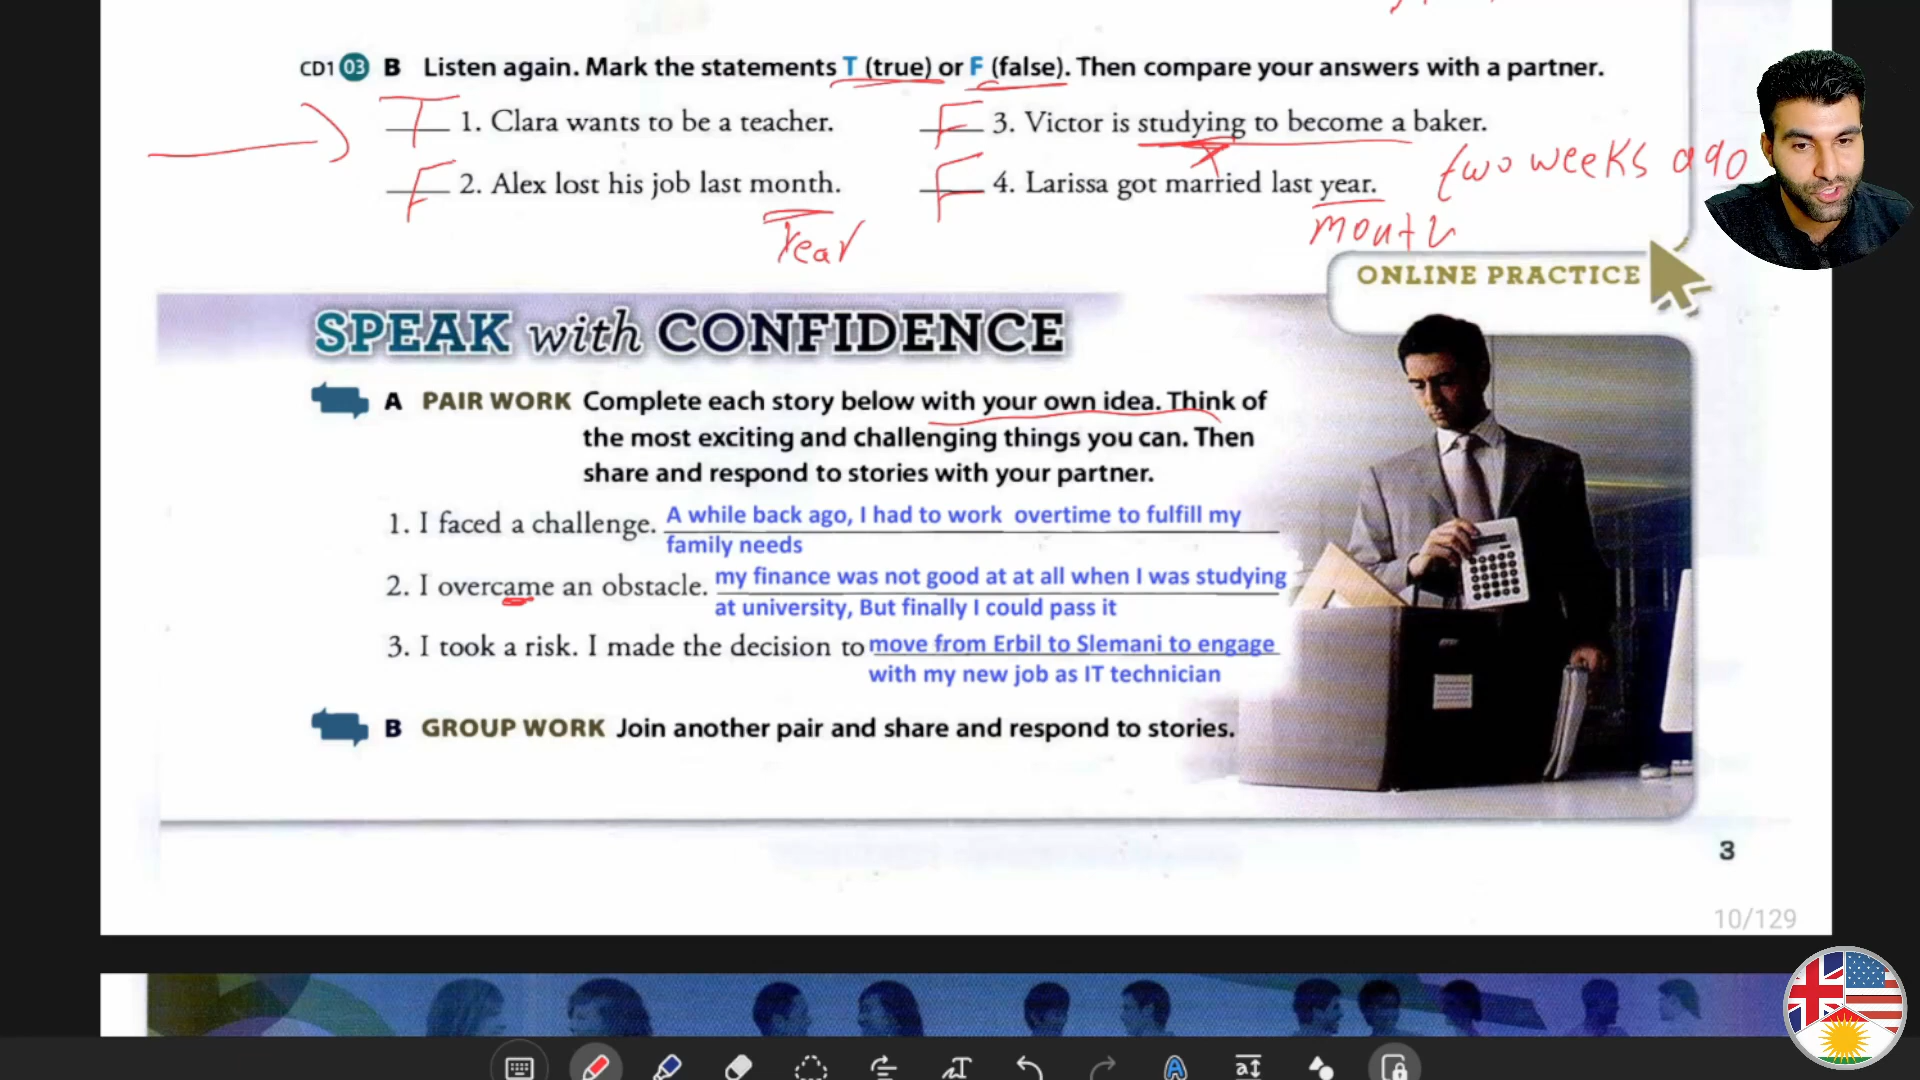 CD1 03 B Listen again. Mark the statements T (true) or F (false). Then compare your answers with a partner.
T 1. Clara wants to be a teacher.
F 3. Victor is studying to become a baker.
F 2. Alex lost his job last month.
F 4. Larissa got married last year.
two weeks ago
year
month
ONLINE PRACTICE
SPEAK with CONFIDENCE
A PAIR WORK Complete each story below with your own idea. Think of
the most exciting and challenging things you can. Then
share and respond to stories with your partner.
1. I faced a challenge. A while back ago, I had to work overtime to fulfill my
family needs
2. I overcame an obstacle. my finance was not good at at all when I was studying
at university, But finally I could pass it
3. I took a risk. I made the decision to move from Erbil to Slemani to engage
with my new job as IT technician
B GROUP WORK Join another pair and share and respond to stories.
3
10/129